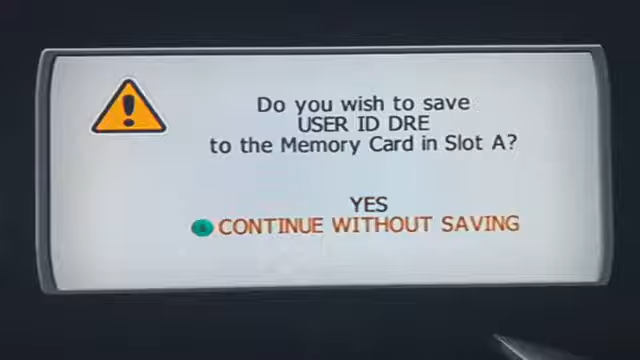 Do you wish to save
USER ID DRE
to the Memory Card in Slot A?
YES
CONTINUE WITHOUT SAVING